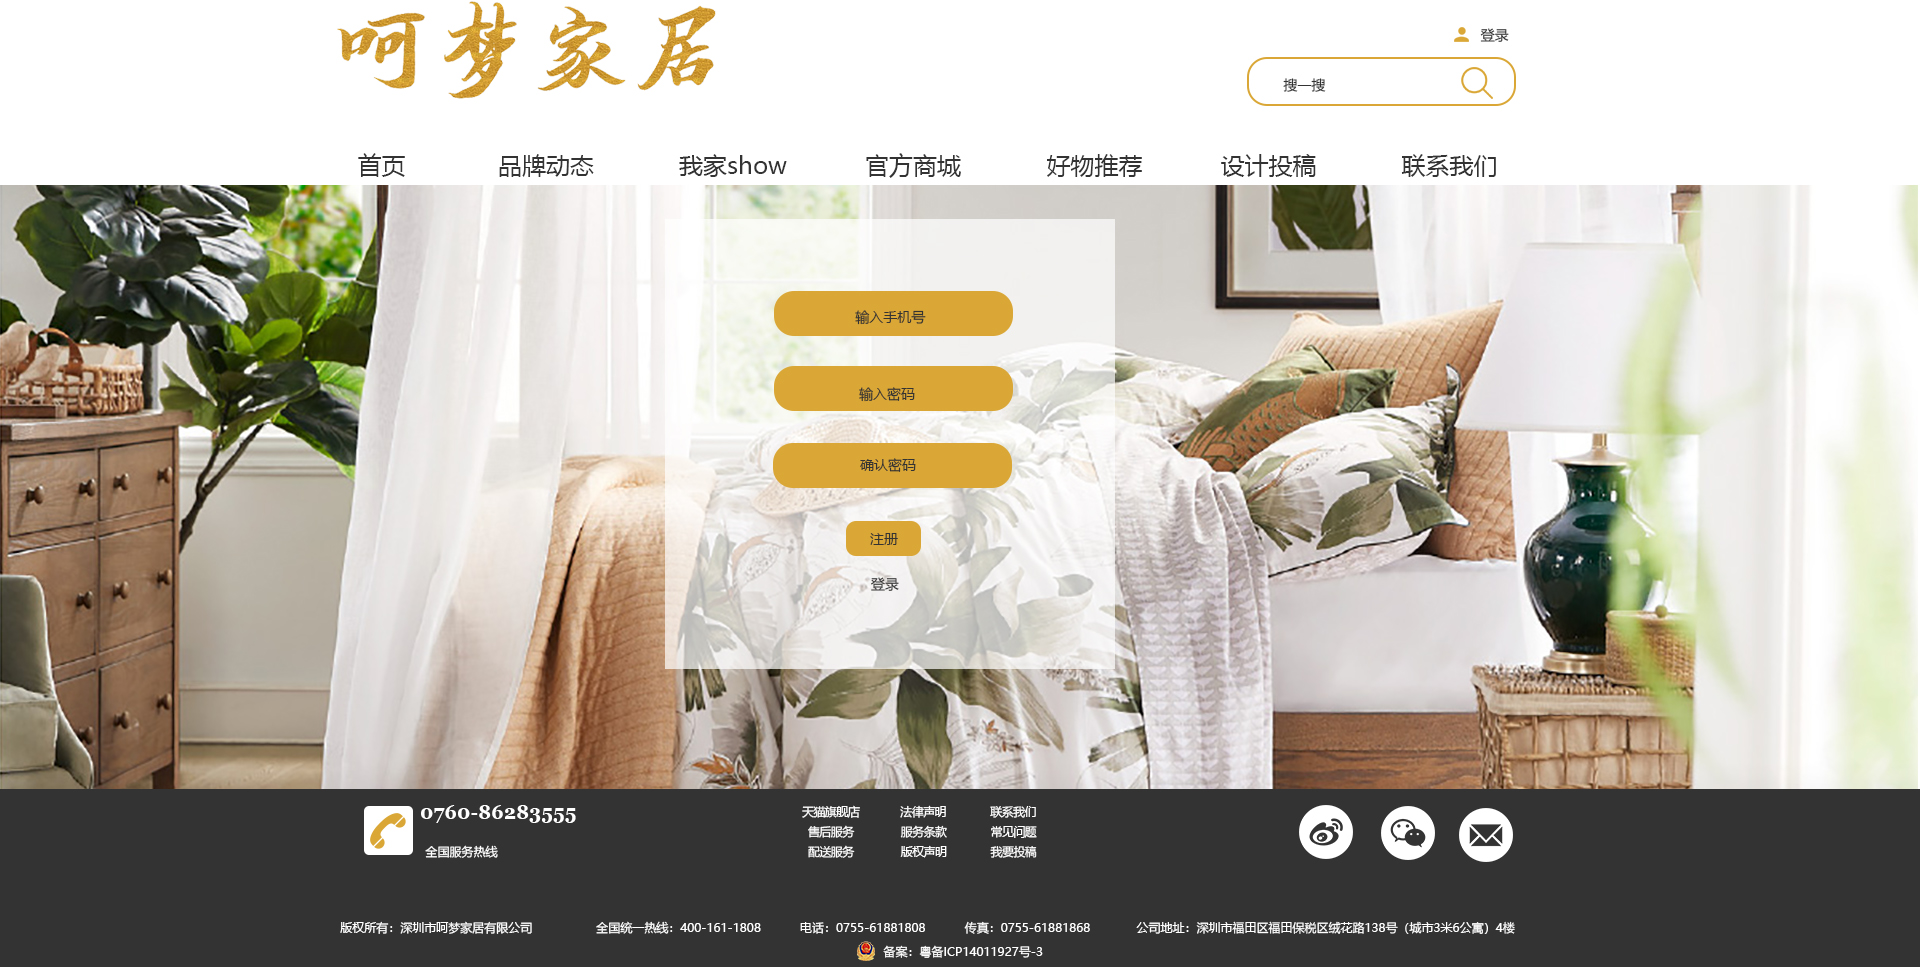 呵梦家居
登录
搜一搜
首页 品牌动态 我家show 官方商城 好物推荐 设计投稿 联系我们
输入手机号
输入密码
确认密码
注册
登录
0760-86283555
全国服务热线
天猫旗舰店 法律声明 联系我们
售后服务 服务条款 常见问题
配送服务 版权声明 我要投稿
版权所有：深圳市呵梦家居有限公司 全国统一热线：400-161-1808 电话：0755-61881808 传真：0755-61881868 公司地址：深圳市福田区福田保税区绒花路138号（城市3米6公寓）4楼
备案：粤备ICP14011927号-3